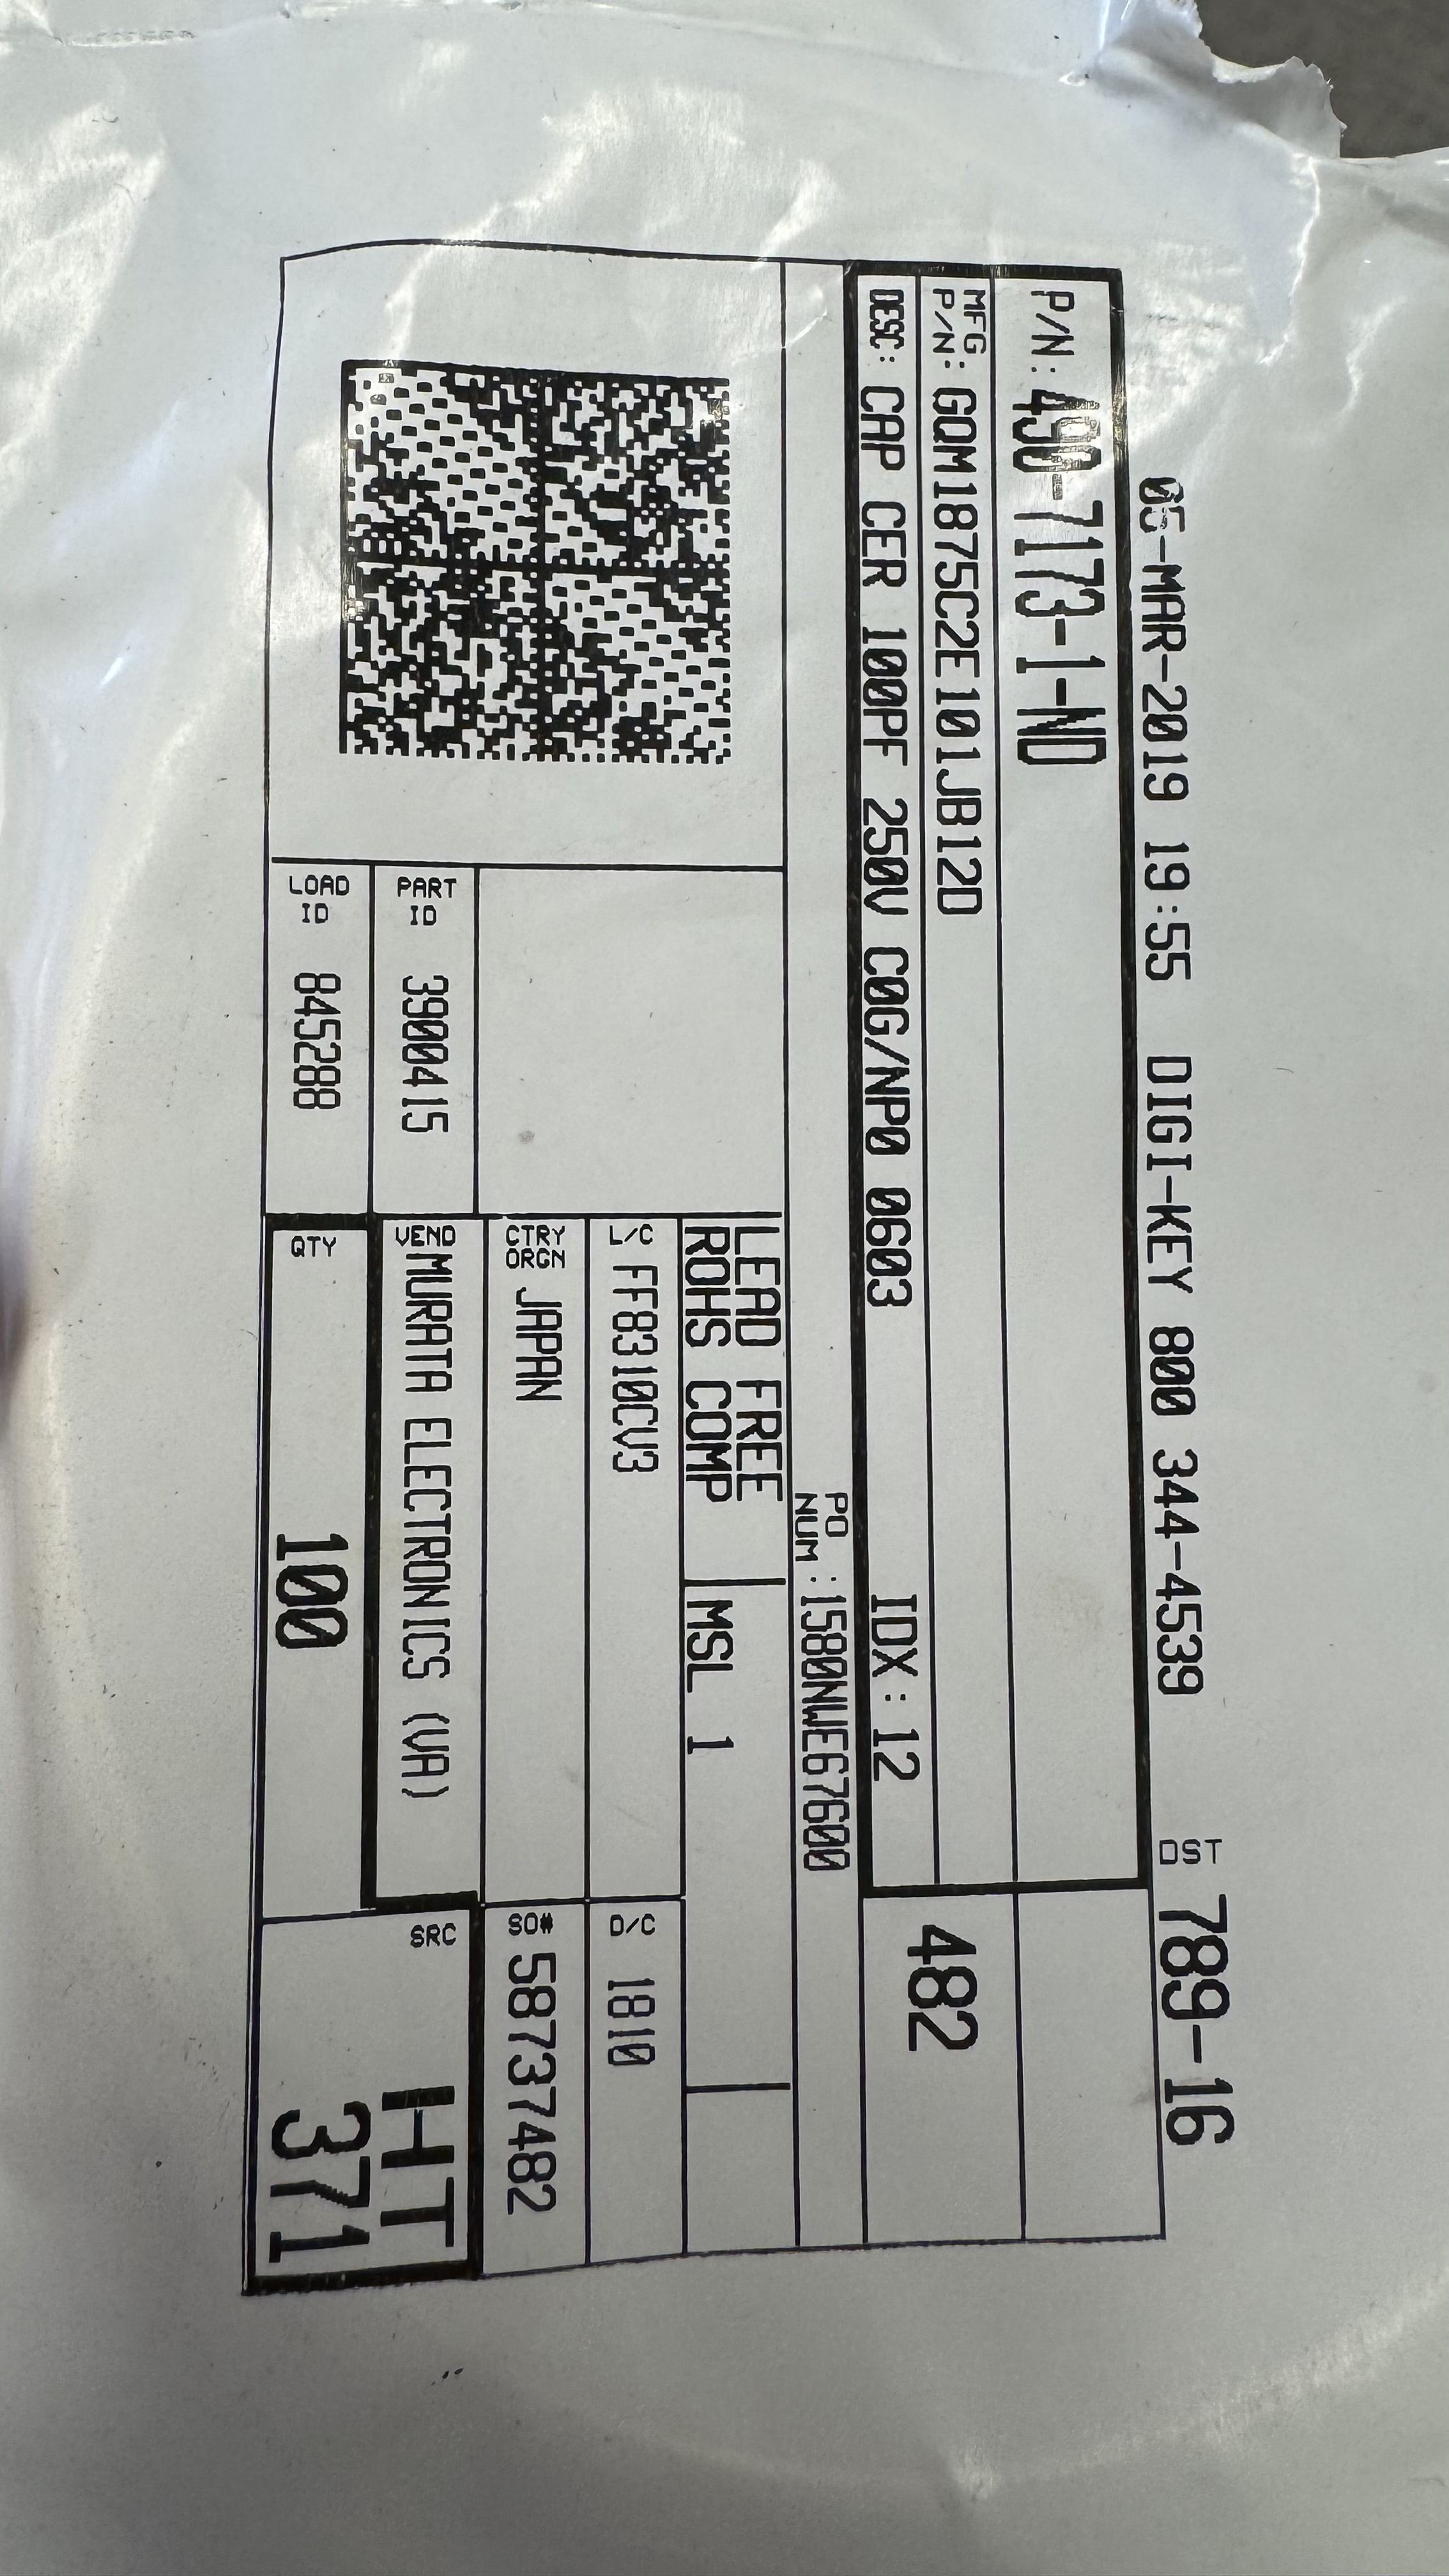 05-MAR-2019 19:55 DIGI-KEY 800 344-4539 DST 789-16
P/N: 490-7173-1-ND
MFG
P/N: GQM1875C2E101JB12D
482
DESC: CAP CER 100PF 250V C0G/NP0 0603 IDX: 12
PO
NUM :1580NWE67600
LEAD FREE
ROHS COMP
MSL 1
L/C FF8310CV3
D/C 1810
CTRY
ORGN JAPAN
SO# 58737482
PART
ID 3900415
VEND MURATA ELECTRONICS (VA)
SRC
HT
371
LOAD
ID 845288
QTY 100